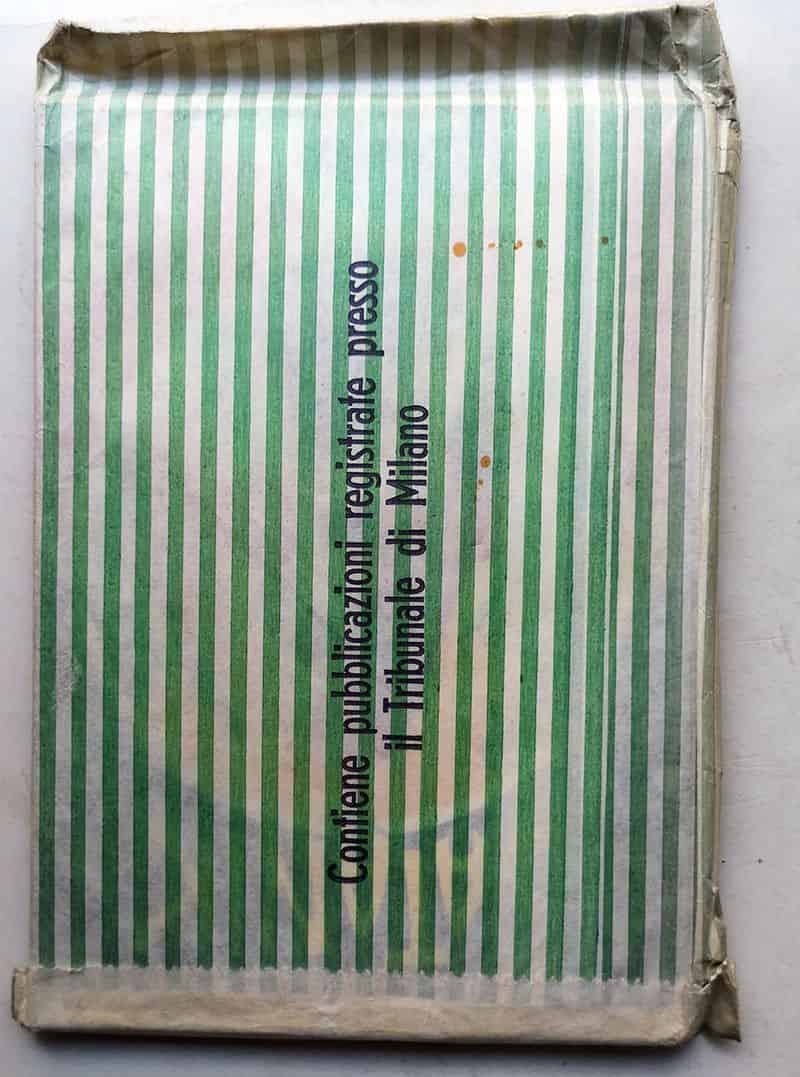 Contiene pubblicazioni registrate presso
il Tribunale di Milano